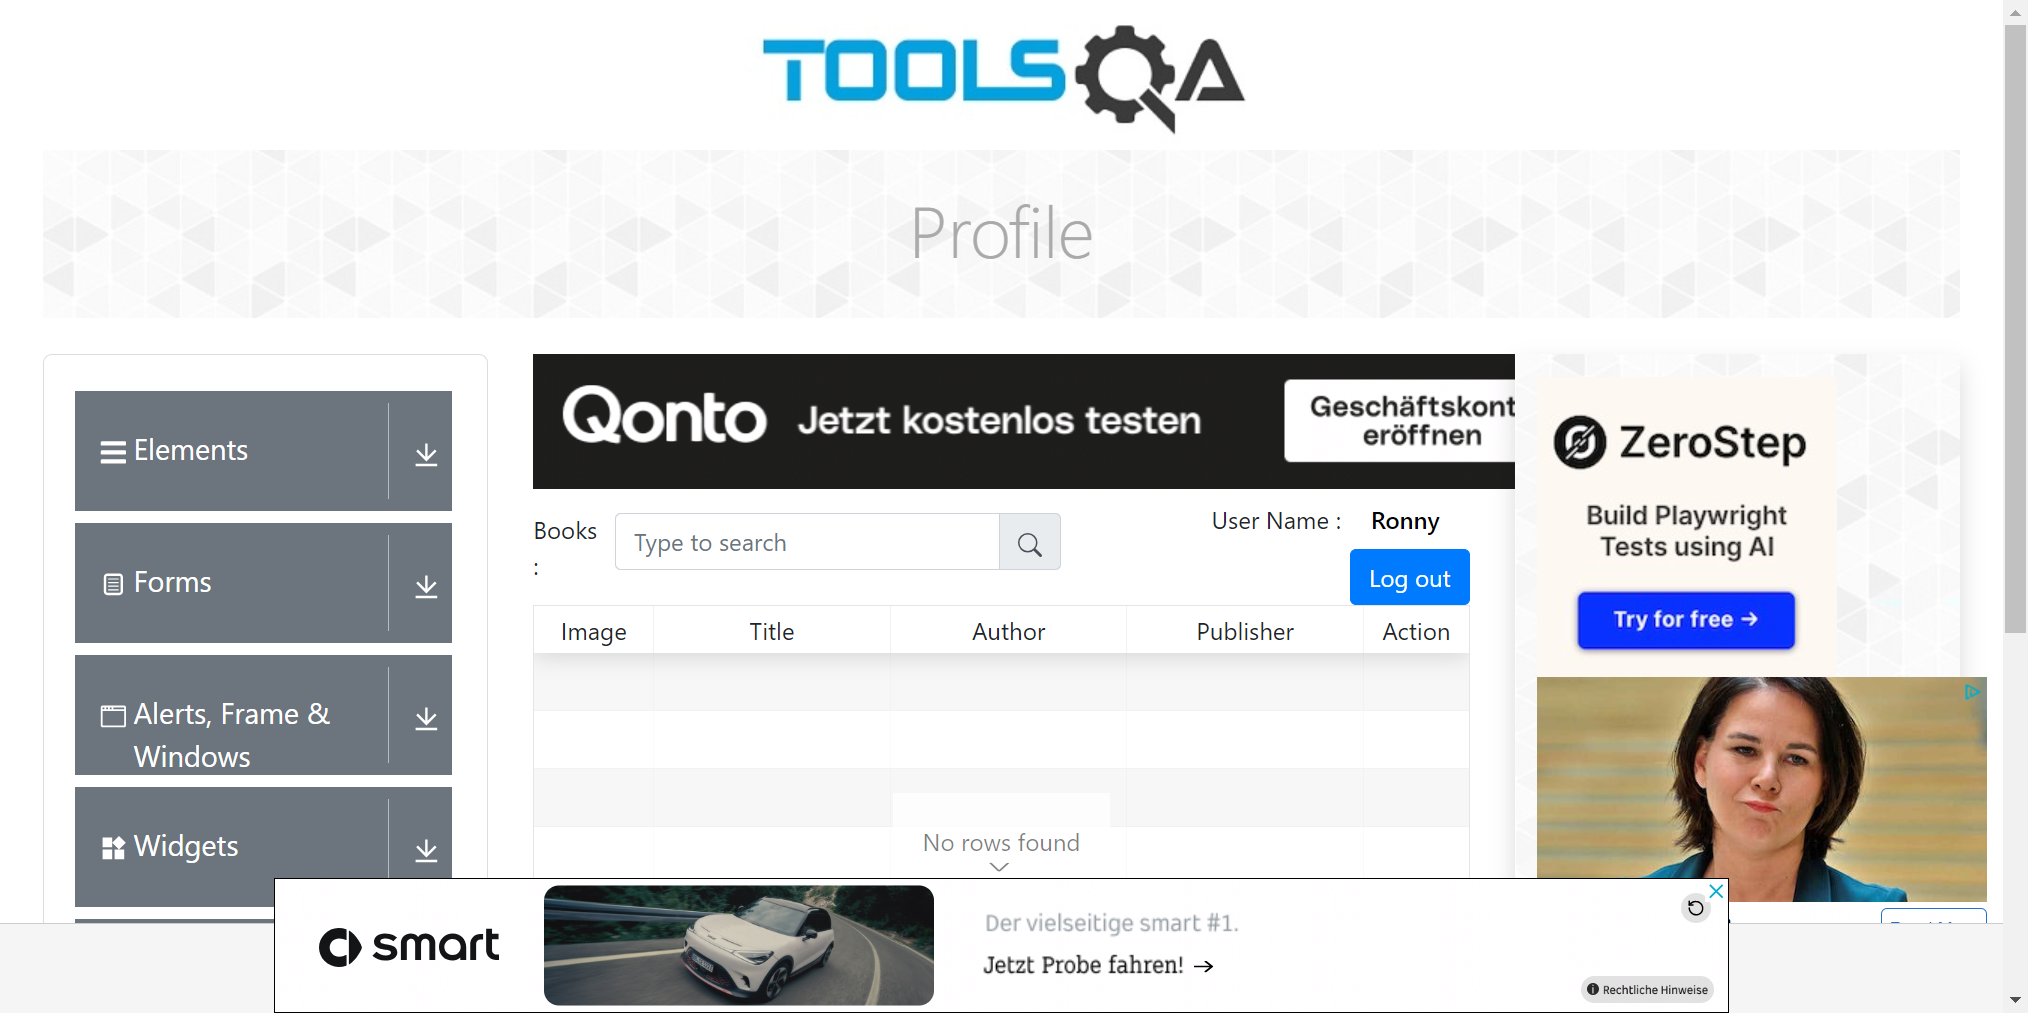 TOOLSQA
Profile
Elements
Forms
Alerts, Frame &
Windows
Widgets
Qonto
Jetzt kostenlos testen
Geschäftskont
eröffnen
Books
:
Type to search
User Name :
Ronny
Log out
Image
Title
Author
Publisher
Action
No rows found
ZeroStep
Build Playwright
Tests using AI
Try for free →
smart
Der vielseitige smart #1.
Jetzt Probe fahren! →
Rechtliche Hinweise